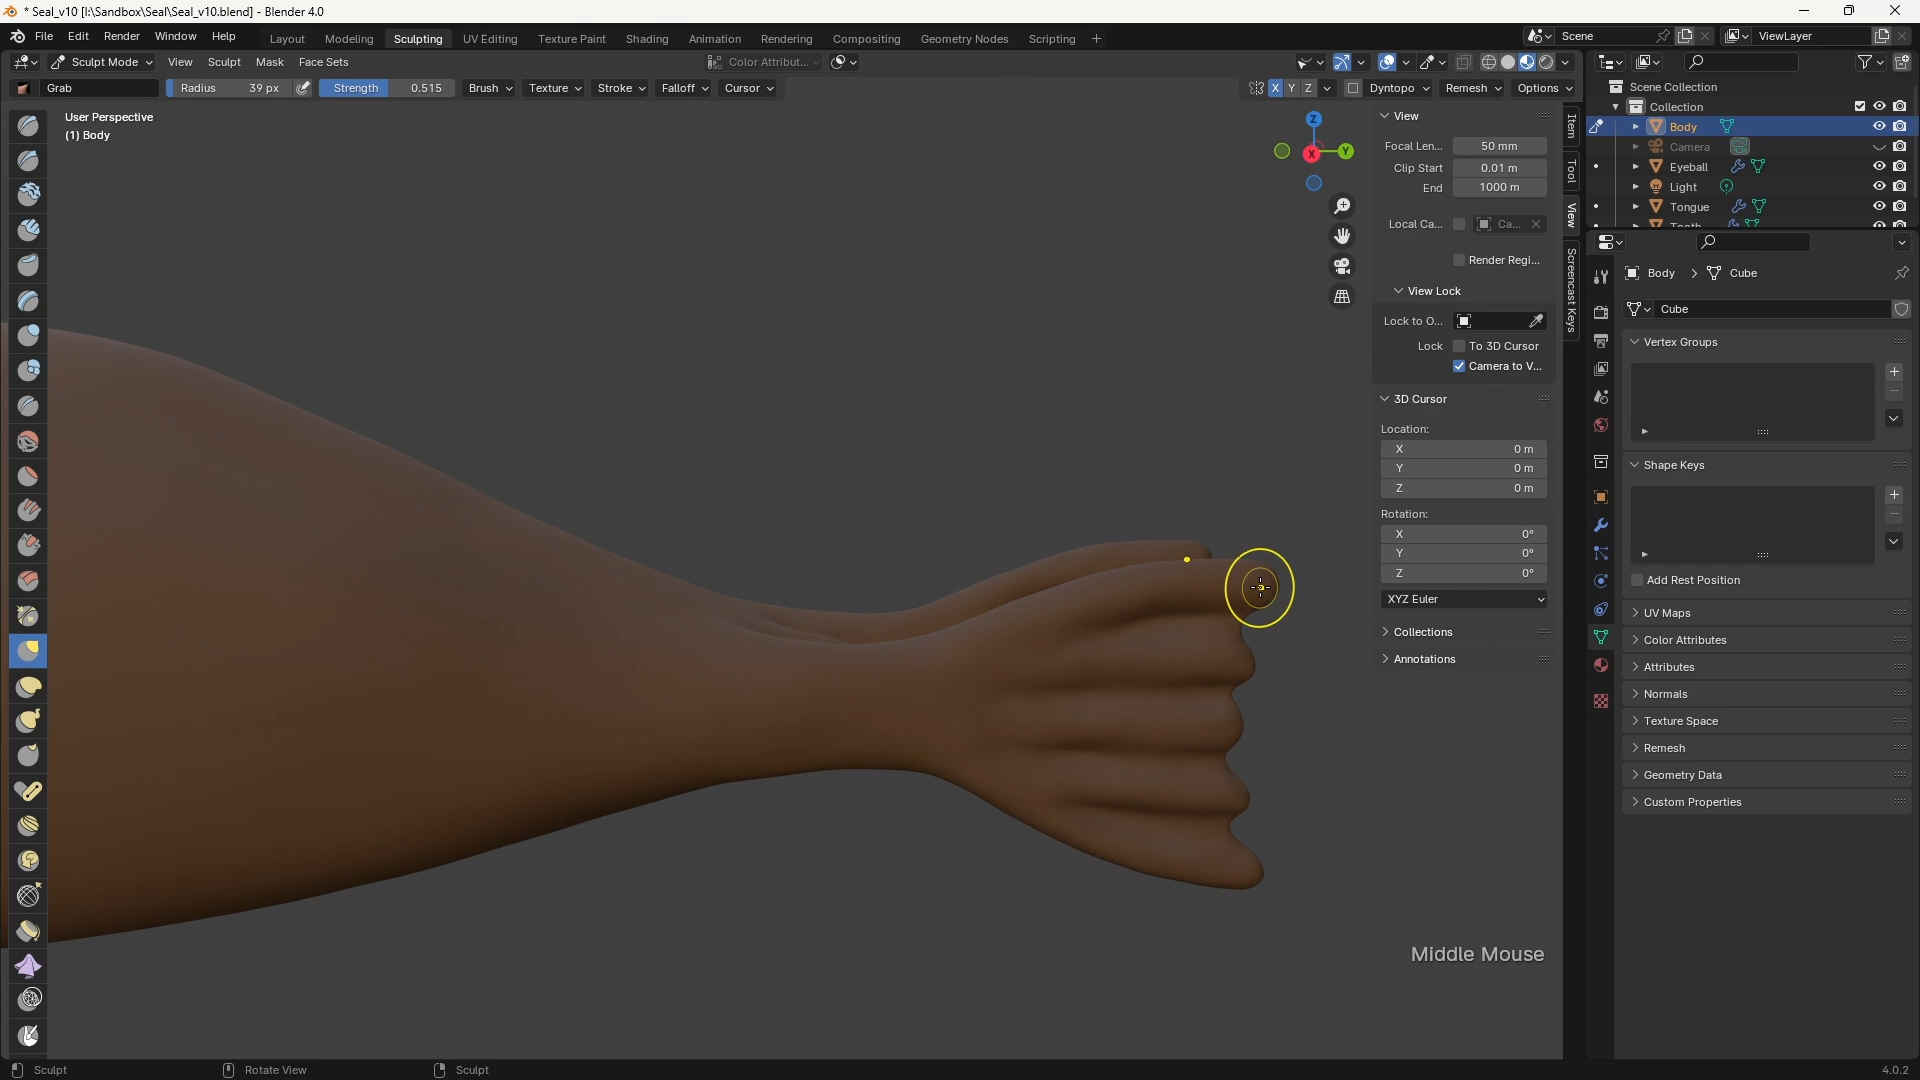 * Seal_v10 [I:\Sandbox\Seal\Seal_v10.blend] - Blender 4.0
File Edit Render Window Help Layout Modeling Sculpting UV Editing Texture Paint Shading Animation Rendering Compositing Geometry Nodes Scripting + Scene ViewLayer
Sculpt Mode View Sculpt Mask Face Sets Color Attribut...
Grab Radius 39 px Strength 0.515 Brush Texture Stroke Falloff Cursor X Y Z Dyntopo Remesh Options
User Perspective
(1) Body
Z
Y
X
View
Focal Len... 50 mm
Clip Start 0.01 m
End 1000 m
Local Ca... Ca...
Render Regi...
View Lock
Lock to O...
Lock To 3D Cursor
Camera to V...
3D Cursor
Location:
X 0 m
Y 0 m
Z 0 m
Rotation:
X 0°
Y 0°
Z 0°
XYZ Euler
Collections
Annotations
Item
Tool
View
Screencast Keys
Scene Collection
Collection
Body
Camera
Eyeball
Light
Tongue
Body > Cube
Cube
Vertex Groups
Shape Keys
Add Rest Position
UV Maps
Color Attributes
Attributes
Normals
Texture Space
Remesh
Geometry Data
Custom Properties
Middle Mouse
Sculpt Rotate View Sculpt 4.0.2